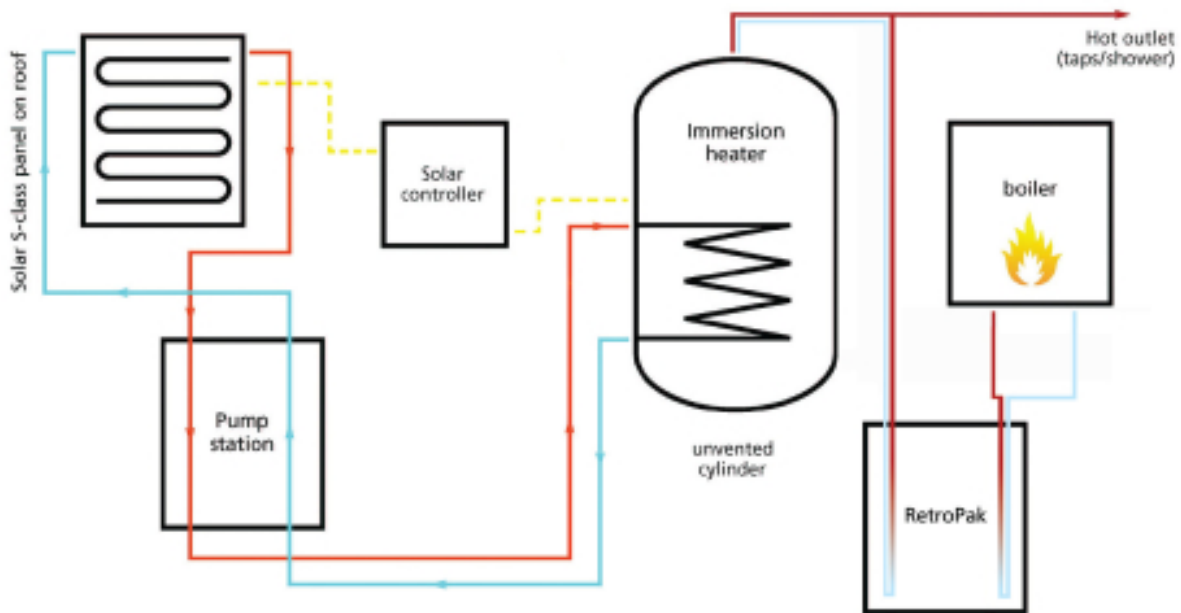 Solar S-class panel on roof
Solar
controller
Immersion
heater
Hot outlet
(taps/shower)
boiler
Pump
station
unvented
cylinder
RetroPak